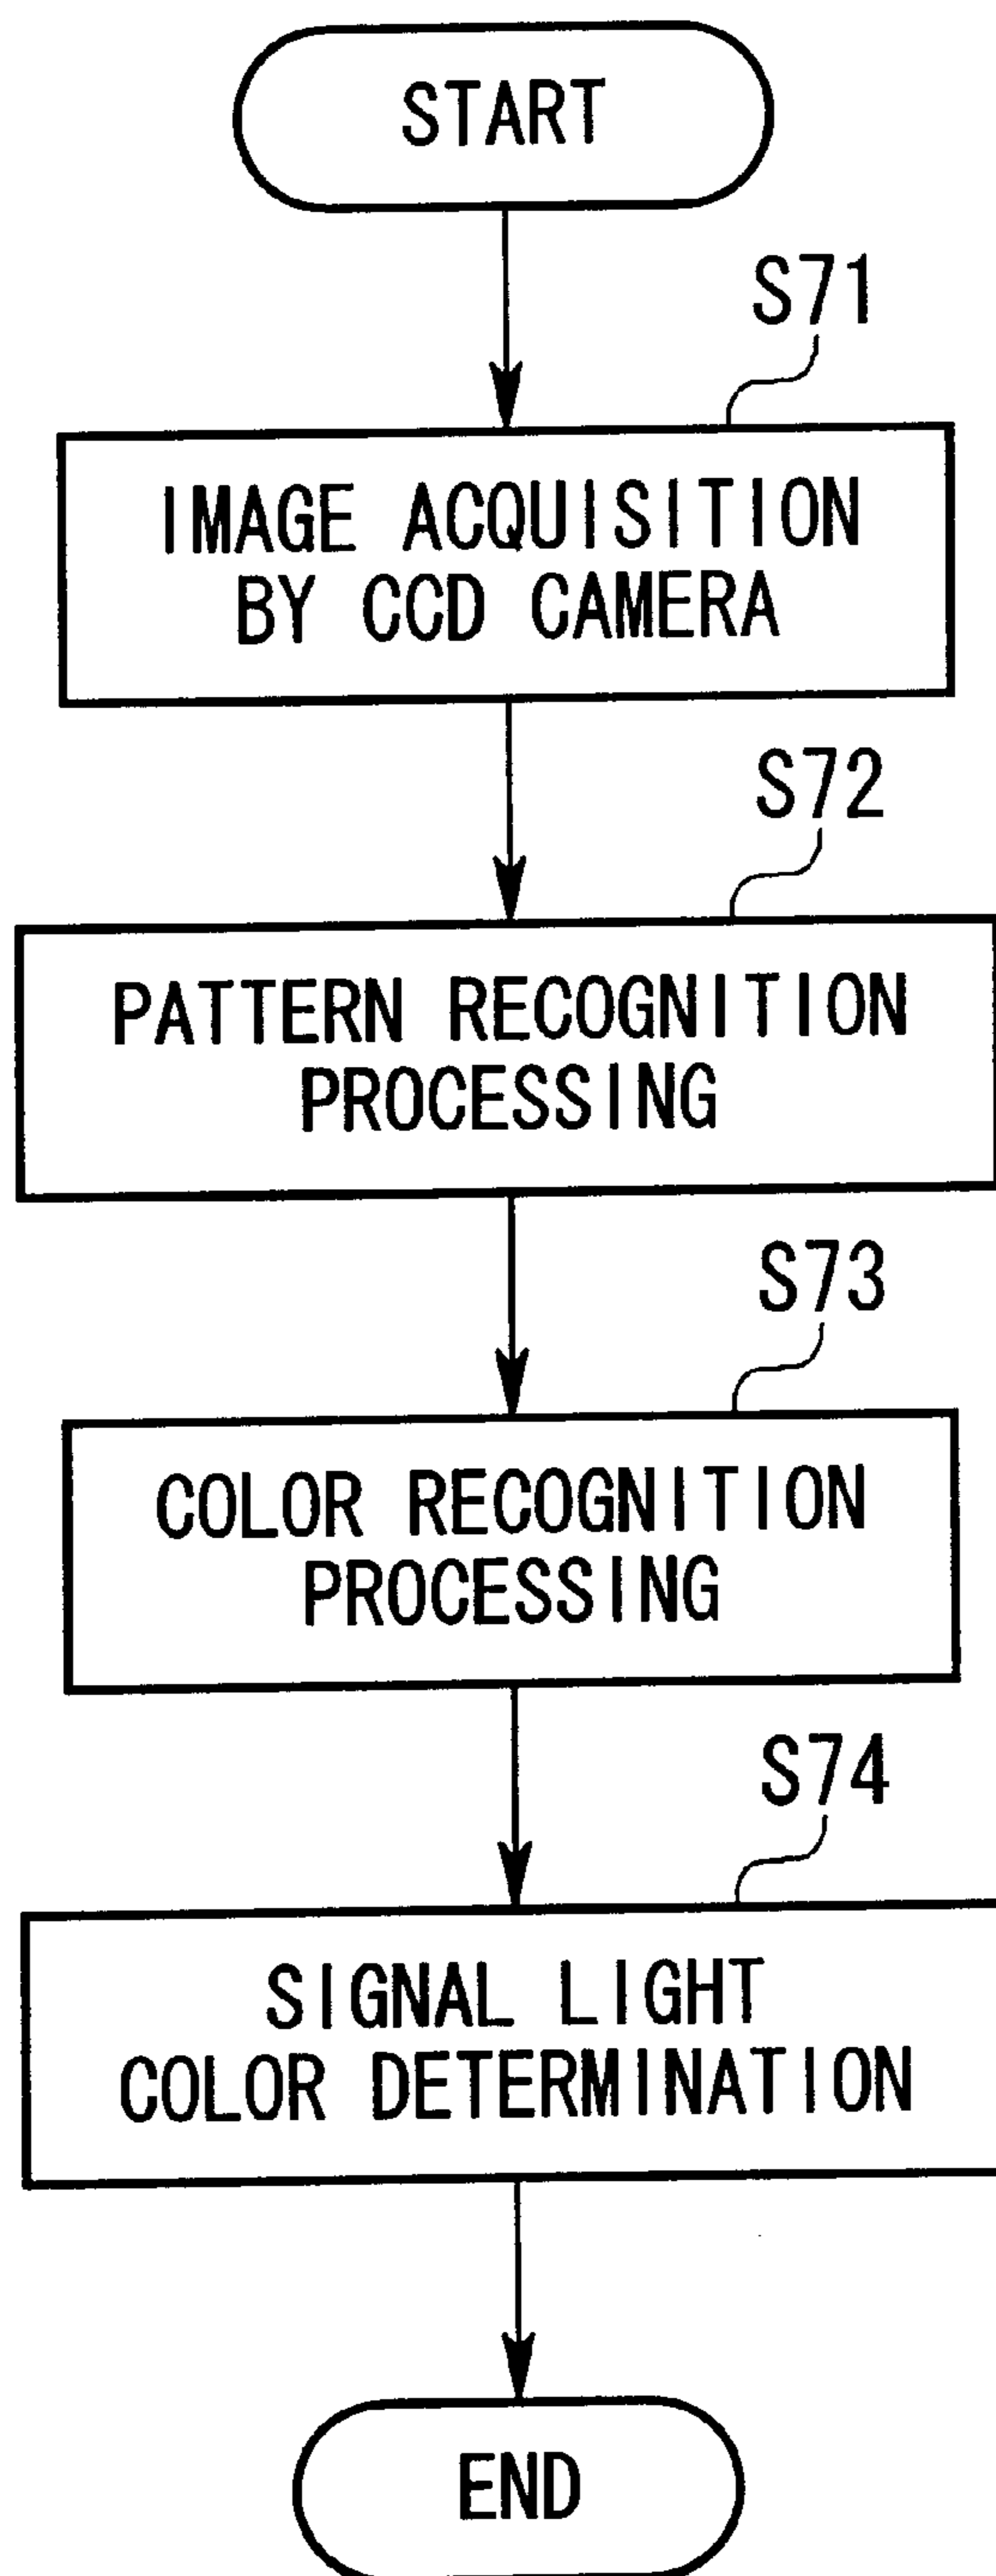 START
S71
IMAGE ACQUISITION
BY CCD CAMERA
S72
PATTERN RECOGNITION
PROCESSING
S73
COLOR RECOGNITION
PROCESSING
S74
SIGNAL LIGHT
COLOR DETERMINATION
END